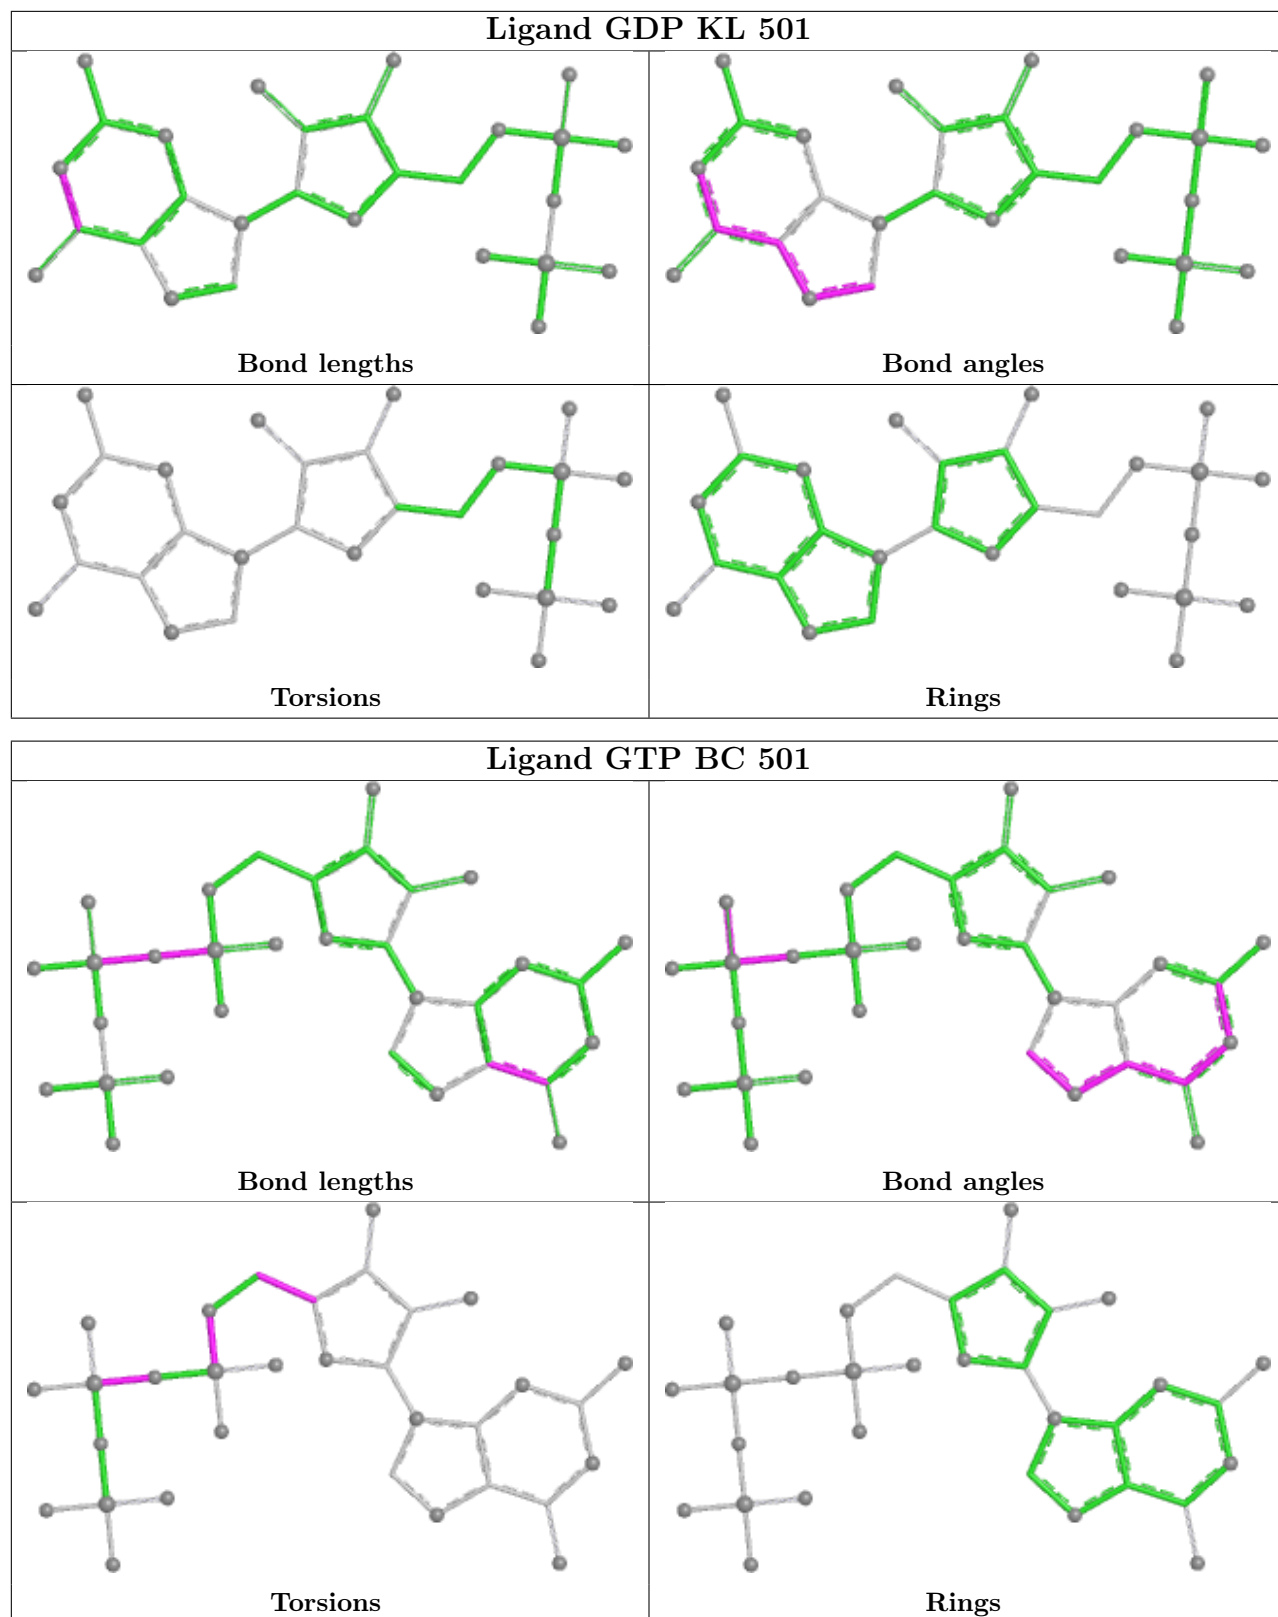 Ligand GDP KL 501
Bond lengths
Bond angles
Torsions
Rings
Ligand GTP BC 501
Bond lengths
Bond angles
Torsions
Rings